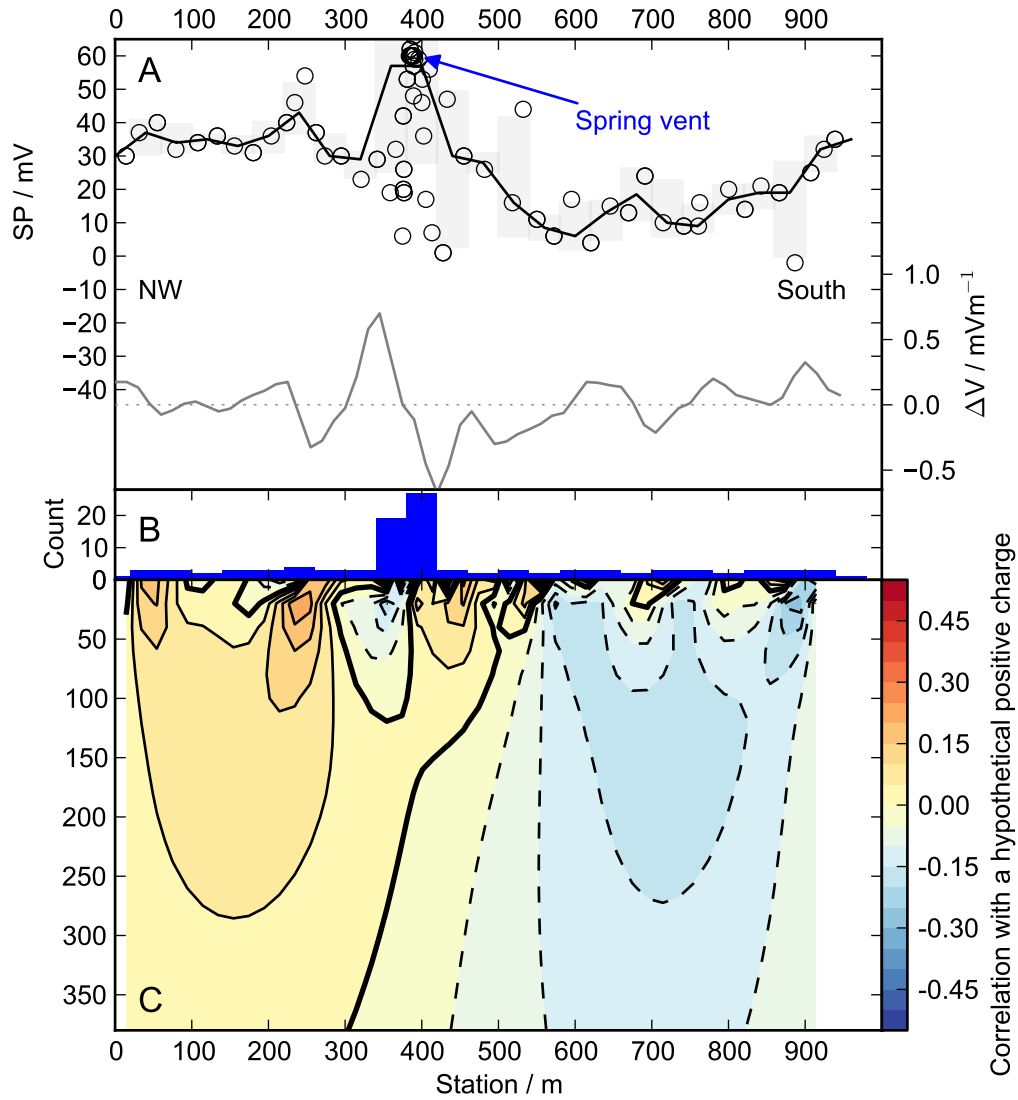 0 100 200 300 400 500 600 700 800 900
A
SP / mV
60
50
40
30
20
10
0
−10
−20
−30
−40
Spring vent
NW
South
1.0
0.5
0.0
−0.5
ΔV / mVm⁻¹
B
Count
20
10
0
50
100
150
200
250
300
350
C
0 100 200 300 400 500 600 700 800 900
Station / m
0.45
0.30
0.15
0.00
-0.15
-0.30
-0.45
Correlation with a hypothetical positive charge